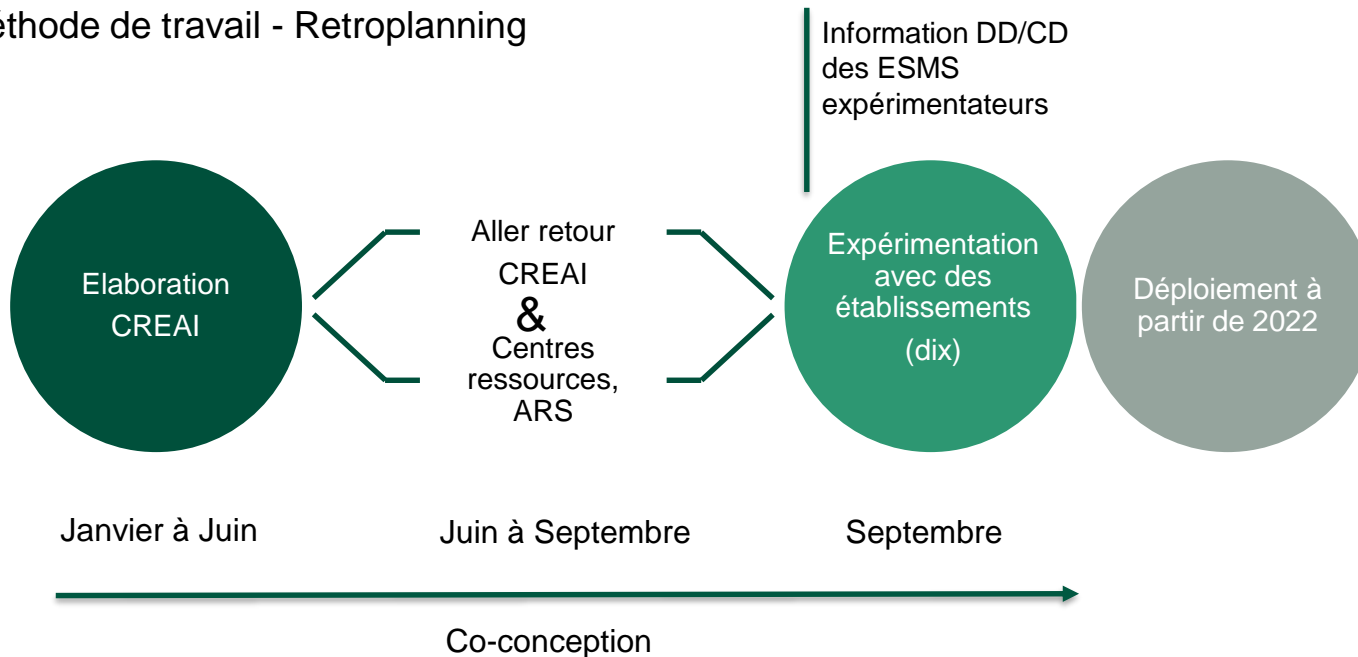 éthode de travail - Retroplanning
Information DD/CD
des ESMS
expérimentateurs
Elaboration
CREAI
Aller retour
CREAI
&
Centres
ressources,
ARS
Expérimentation
avec des
établissements
(dix)
Déploiement à
partir de 2022
Janvier à Juin
Juin à Septembre
Septembre
Co-conception